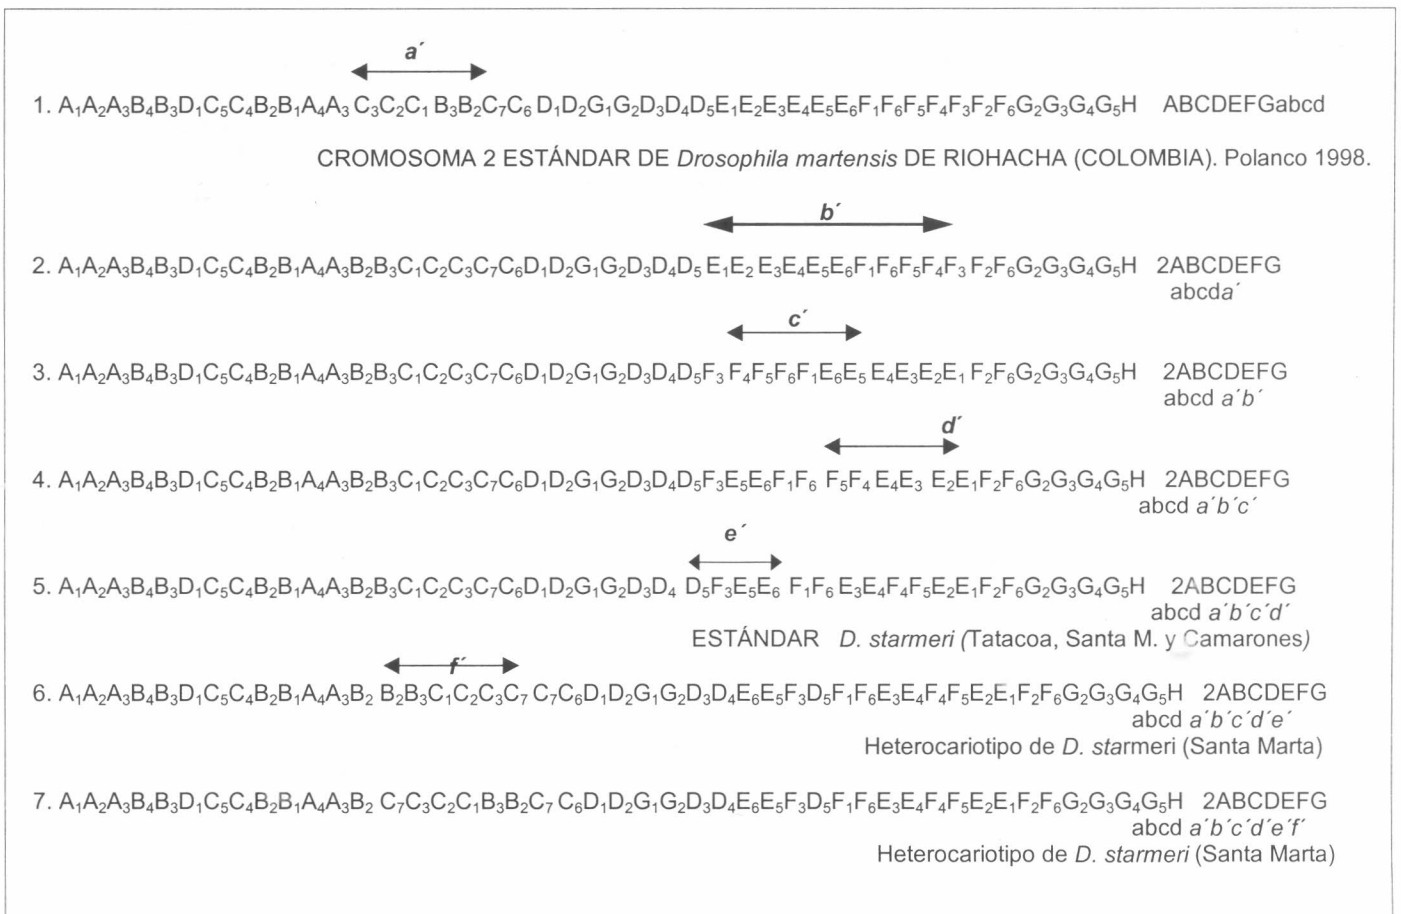 a´
1. A₁A₂A₃B₄B₃D₁C₅C₄B₂B₁A₄A₃ C₃C₂C₁ B₃B₂C₇C₆ D₁D₂G₁G₂D₃D₄D₅E₁E₂E₃E₄E₅E₆F₁F₆F₅F₄F₃F₂F₆G₂G₃G₄G₅H ABCDEFGabcd
CROMOSOMA 2 ESTÁNDAR DE Drosophila martensis DE RIOHACHA (COLOMBIA). Polanco 1998.
b´
2. A₁A₂A₃B₄B₃D₁C₅C₄B₂B₁A₄A₃B₂B₃C₁C₂C₃C₇C₆D₁D₂G₁G₂D₃D₄D₅ E₁E₂ E₃E₄E₅E₆F₁F₆F₅F₄F₃ F₂F₆G₂G₃G₄G₅H 2ABCDEFG
abcda´
c´
3. A₁A₂A₃B₄B₃D₁C₅C₄B₂B₁A₄A₃B₂B₃C₁C₂C₃C₇C₆D₁D₂G₁G₂D₃D₄D₅F₃ F₄F₅F₆F₁E₆E₅ E₄E₃E₂E₁ F₂F₆G₂G₃G₄G₅H 2ABCDEFG
abcd a´b´
d´
4. A₁A₂A₃B₄B₃D₁C₅C₄B₂B₁A₄A₃B₂B₃C₁C₂C₃C₇C₆D₁D₂G₁G₂D₃D₄D₅F₃E₅E₆F₁F₆ F₅F₄ E₄E₃ E₂E₁F₂F₆G₂G₃G₄G₅H 2ABCDEFG
abcd a´b´c´
e´
5. A₁A₂A₃B₄B₃D₁C₅C₄B₂B₁A₄A₃B₂B₃C₁C₂C₃C₇C₆D₁D₂G₁G₂D₃D₄ D₅F₃E₅E₆ F₁F₆ E₃E₄F₄F₅E₂E₁F₂F₆G₂G₃G₄G₅H 2ABCDEFG
abcd a´b´c´d´
ESTÁNDAR D. starmeri (Tatacoa, Santa M. y Camarones)
f´
6. A₁A₂A₃B₄B₃D₁C₅C₄B₂B₁A₄A₃B₂ B₂B₃C₁C₂C₃C₇ C₇C₆D₁D₂G₁G₂D₃D₄E₆E₅F₃D₅F₁F₆E₃E₄F₄F₅E₂E₁F₂F₆G₂G₃G₄G₅H 2ABCDEFG
abcd a´b´c´d´e´
Heterocariotipo de D. starmeri (Santa Marta)
7. A₁A₂A₃B₄B₃D₁C₅C₄B₂B₁A₄A₃B₂ C₇C₃C₂C₁B₃B₂C₇ C₆D₁D₂G₁G₂D₃D₄E₆E₅F₃D₅F₁F₆E₃E₄F₄F₅E₂E₁F₂F₆G₂G₃G₄G₅H 2ABCDEFG
abcd a´b´c´d´e´f´
Heterocariotipo de D. starmeri (Santa Marta)